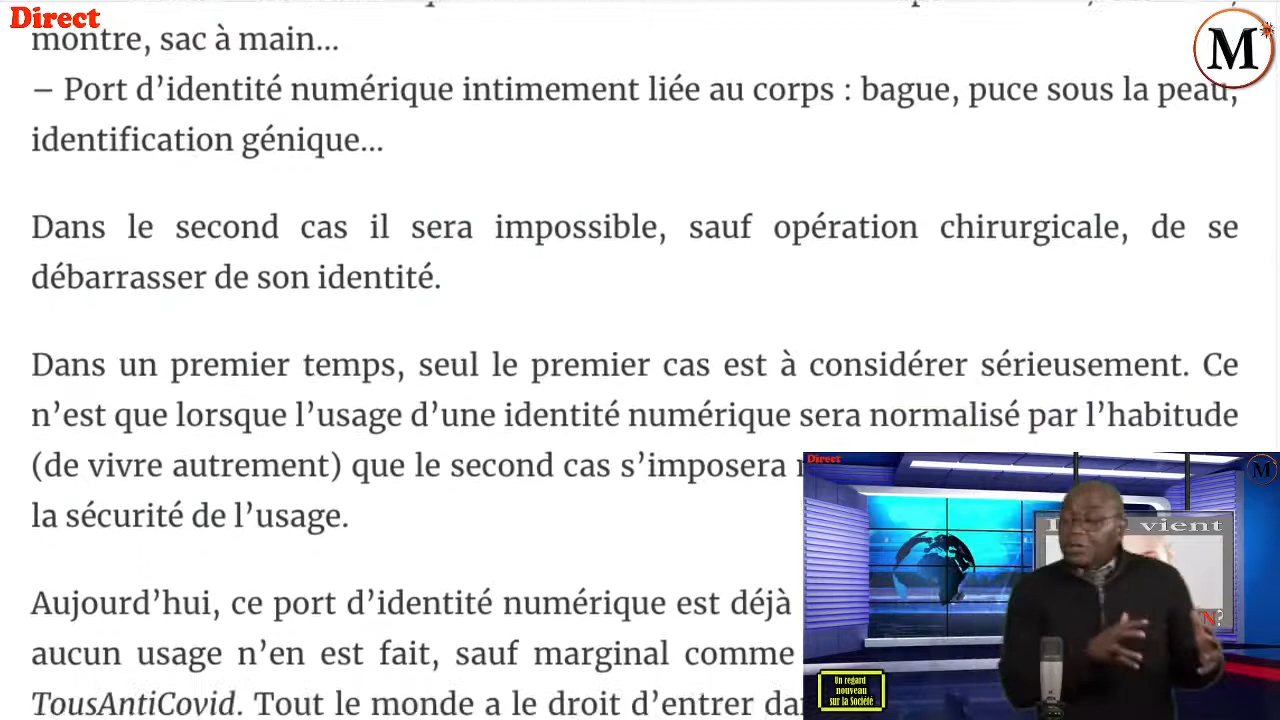 Direct
M
montre, sac à main…
– Port d’identité numérique intimement liée au corps : bague, puce sous la peau,
identification génique…
Dans le second cas il sera impossible, sauf opération chirurgicale, de se
débarrasser de son identité.
Dans un premier temps, seul le premier cas est à considérer sérieusement. Ce
n’est que lorsque l’usage d’une identité numérique sera normalisé par l’habitude
(de vivre autrement) que le second cas s’imposera
la sécurité de l’usage.
Aujourd’hui, ce port d’identité numérique est déjà
aucun usage n’en est fait, sauf marginal comme
TousAntiCovid. Tout le monde a le droit d’entrer
Direct
M
vient
Un regard
nouveau
sur la Société